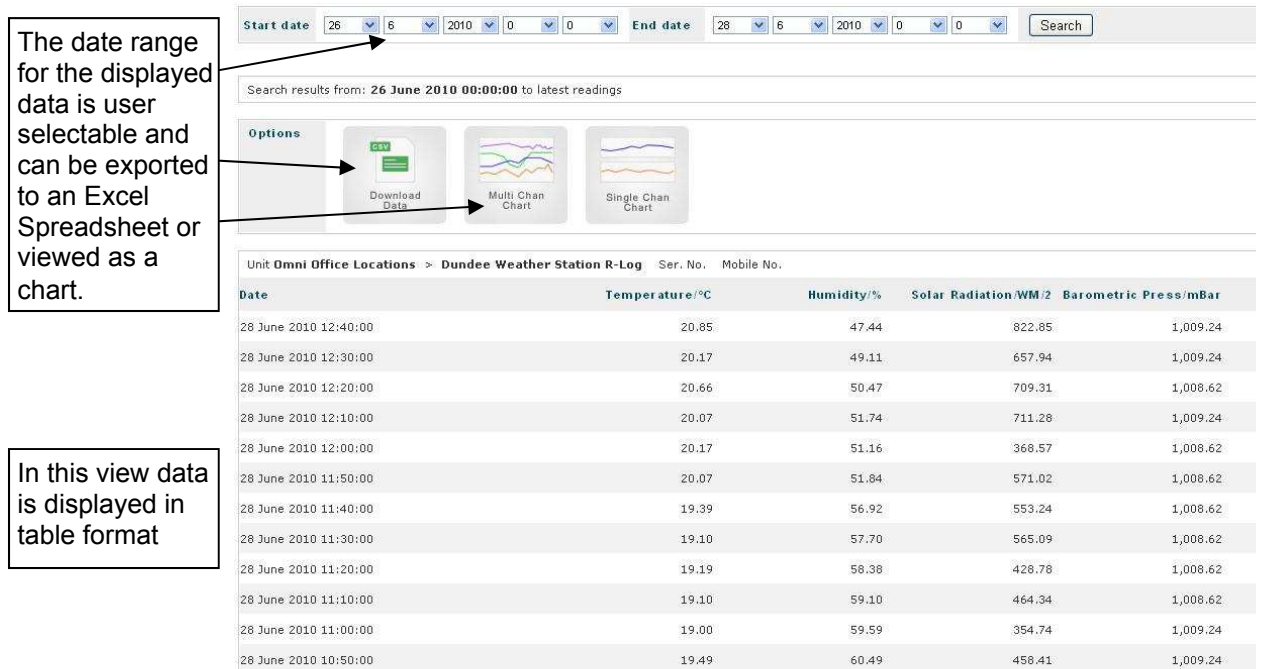 The date range
for the displayed
data is user
selectable and
can be exported
to an Excel
Spreadsheet or
viewed as a
chart.
Start date 26 6 2010 0 0 End date 28 6 2010 0 0 Search
Search results from: 26 June 2010 00:00:00 to latest readings
Options
CSV
Download
Data
Multi Chan
Chart
Single Chan
Chart
Unit Omni Office Locations > Dundee Weather Station R-Log Ser. No. Mobile No.
Date Temperature/°C Humidity/% Solar Radiation/WM/2 Barometric Press/mBar
28 June 2010 12:40:00 20.85 47.44 822.85 1,009.24
28 June 2010 12:30:00 20.17 49.11 657.94 1,009.24
28 June 2010 12:20:00 20.66 50.47 709.31 1,008.62
28 June 2010 12:10:00 20.07 51.74 711.28 1,009.24
28 June 2010 12:00:00 20.17 51.16 368.57 1,008.62
28 June 2010 11:50:00 20.07 51.84 571.02 1,008.62
28 June 2010 11:40:00 19.39 56.92 553.24 1,008.62
28 June 2010 11:30:00 19.10 57.70 565.09 1,008.62
28 June 2010 11:20:00 19.19 58.38 428.78 1,008.62
28 June 2010 11:10:00 19.10 59.10 464.34 1,008.62
28 June 2010 11:00:00 19.00 59.59 354.74 1,009.24
28 June 2010 10:50:00 19.49 60.49 458.41 1,009.24
In this view data
is displayed in
table format